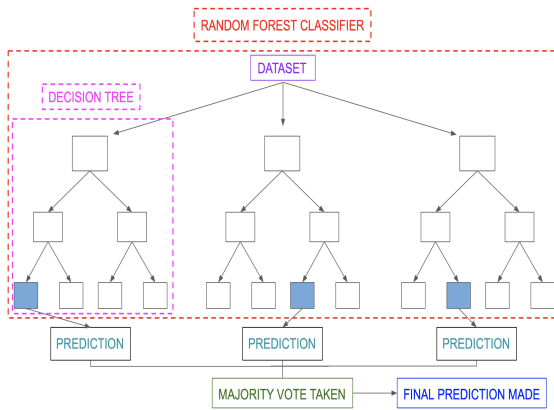 RANDOM FOREST CLASSIFIER
DATASET
DECISION TREE
PREDICTION
PREDICTION
PREDICTION
MAJORITY VOTE TAKEN
FINAL PREDICTION MADE